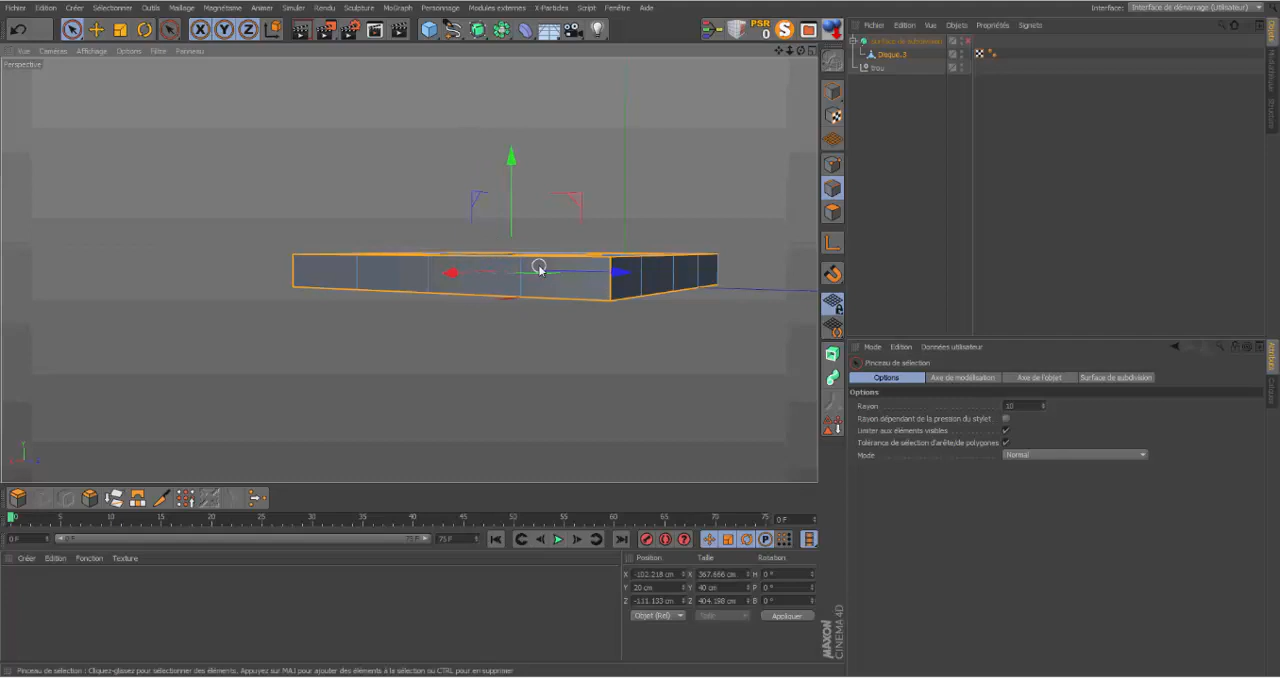 Fichier Edition Créer Sélectionner Outils Maillage Magnétisme Animer Simuler Rendu Sculpture MoGraph Personnage Modules externes X-Particles Script Fenêtre Aide
Interface: Interface de démarrage (Utilisateur)
X Y Z
PSR
0
S
Fichier Edition Vue Objets Propriétés Signets
Vue Caméras Affichage Options Filtre Panneau
Perspective
surface de subdivision
Disque.3
trou
Objets
Structure
Mode Edition Données utilisateur
Pinceau de sélection
Options Axe de modélisation Axe de l'objet Surface de subdivision
Options
Rayon 10
Rayon dépendant de la pression du stylet
Limiter aux éléments visibles
Tolérance de sélection d'arête/de polygones
Mode Normal
Attributs
Y
0 5 10 15 20 25 30 35 40 45 50 55 60 65 70 75 0 F
0 F 0 F 75 F 75 F
Créer Edition Fonction Texture
Position Taille Rotation
X -102.218 cm X 367.666 cm H 0 °
Y 20 cm Y 40 cm P 0 °
Z -111.133 cm Z 404.198 cm B 0 °
Objet (Rel) Taille Appliquer
MAXON
CINEMA 4D
Pinceau de sélection : Cliquez-glissez pour sélectionner des éléments. Appuyez sur MAJ pour ajouter des éléments à la sélection ou CTRL pour en supprimer